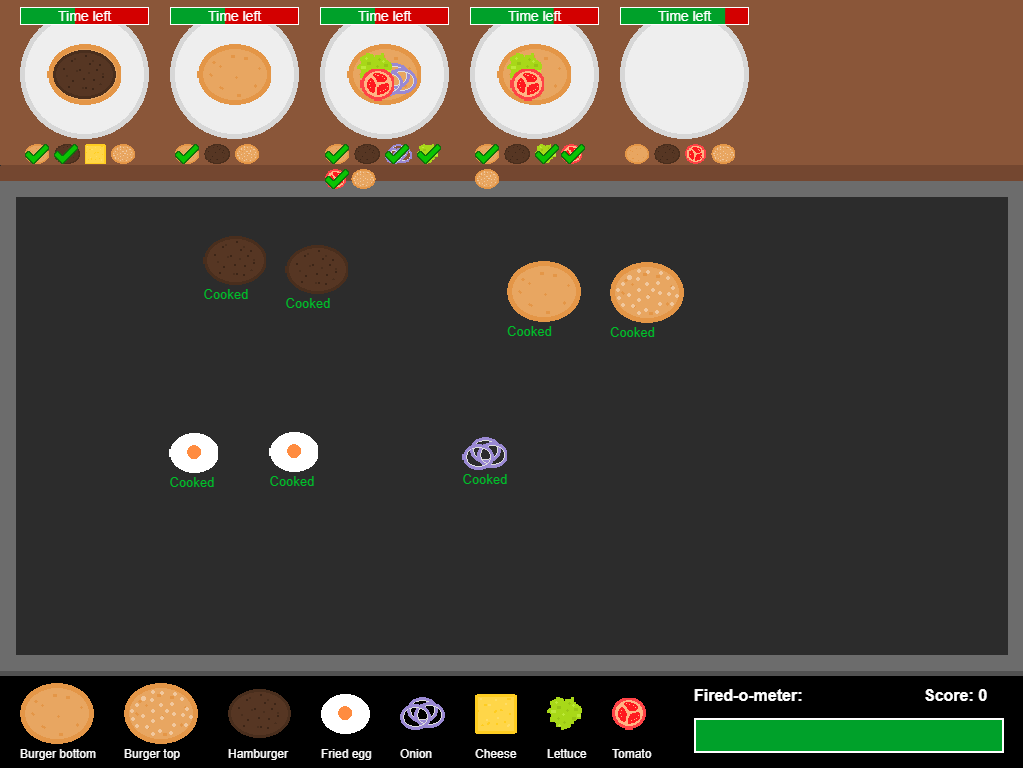 Time left Time left Time left Time left Time left
Cooked
Cooked
Cooked
Cooked
Cooked
Cooked
Cooked
Fired-o-meter: Score: 0
Burger bottom Burger top Hamburger Fried egg Onion Cheese Lettuce Tomato